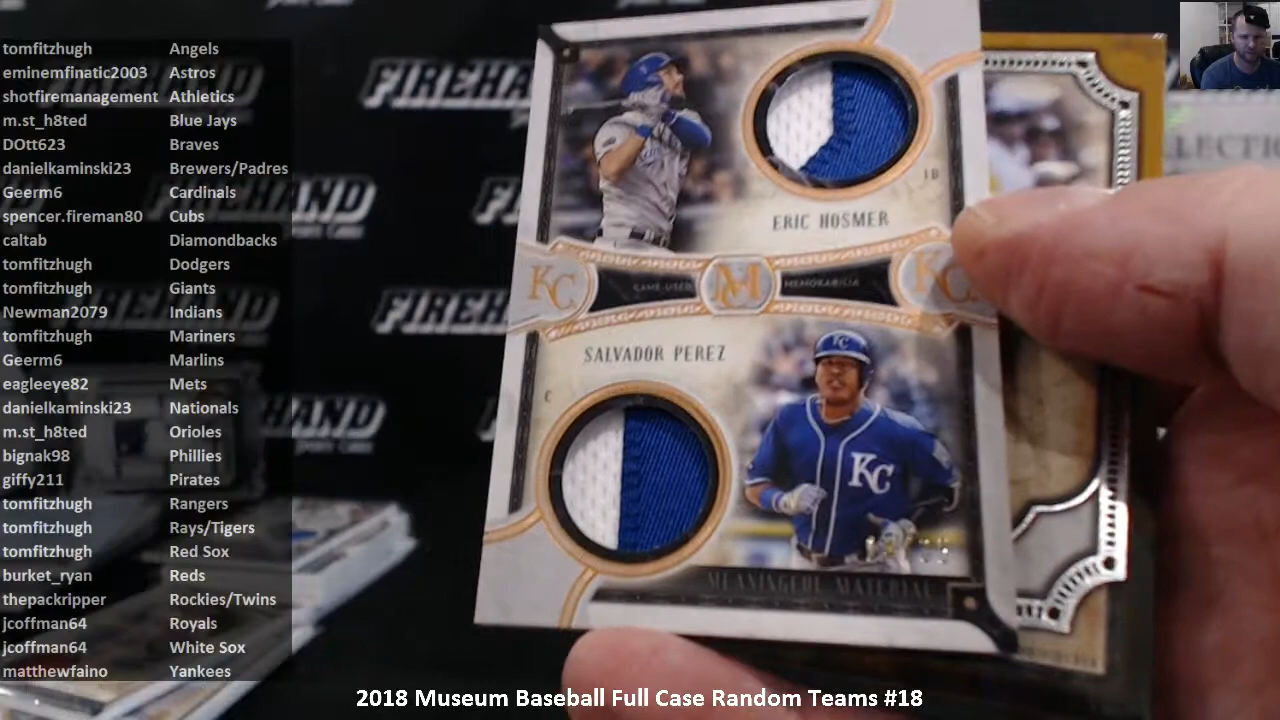 tomfitzhugh Angels
eminemfinatic2003 Astros
shotfiremanagement Athletics
m.st_h8ted Blue Jays
DOtt623 Braves
danielkaminski23 Brewers/Padres
Geerm6 Cardinals
spencer.fireman80 Cubs
caltab Diamondbacks
tomfitzhugh Dodgers
tomfitzhugh Giants
Newman2079 Indians
tomfitzhugh Mariners
Geerm6 Marlins
eagleeye82 Mets
danielkaminski23 Nationals
m.st_h8ted Orioles
bignak98 Phillies
giffy211 Pirates
tomfitzhugh Rangers
tomfitzhugh Rays/Tigers
tomfitzhugh Red Sox
burket_ryan Reds
thepackripper Rockies/Twins
jcoffman64 Royals
jcoffman64 White Sox
matthewfaino Yankees
FIREHAND
FIREHAND
1B
ERIC HOSMER
KC GAME-USED M MEMORABILIA KC
SALVADOR PEREZ
C
KC
MEANINGFUL MATERIAL
2018 Museum Baseball Full Case Random Teams #18